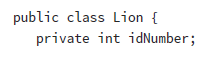 public class Lion {
   private int idNumber;